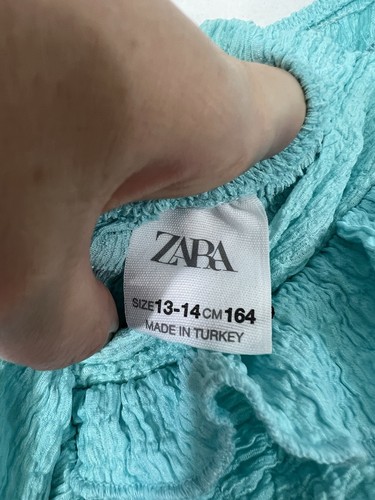 ZARA
SIZE 13-14 CM 164
MADE IN TURKEY